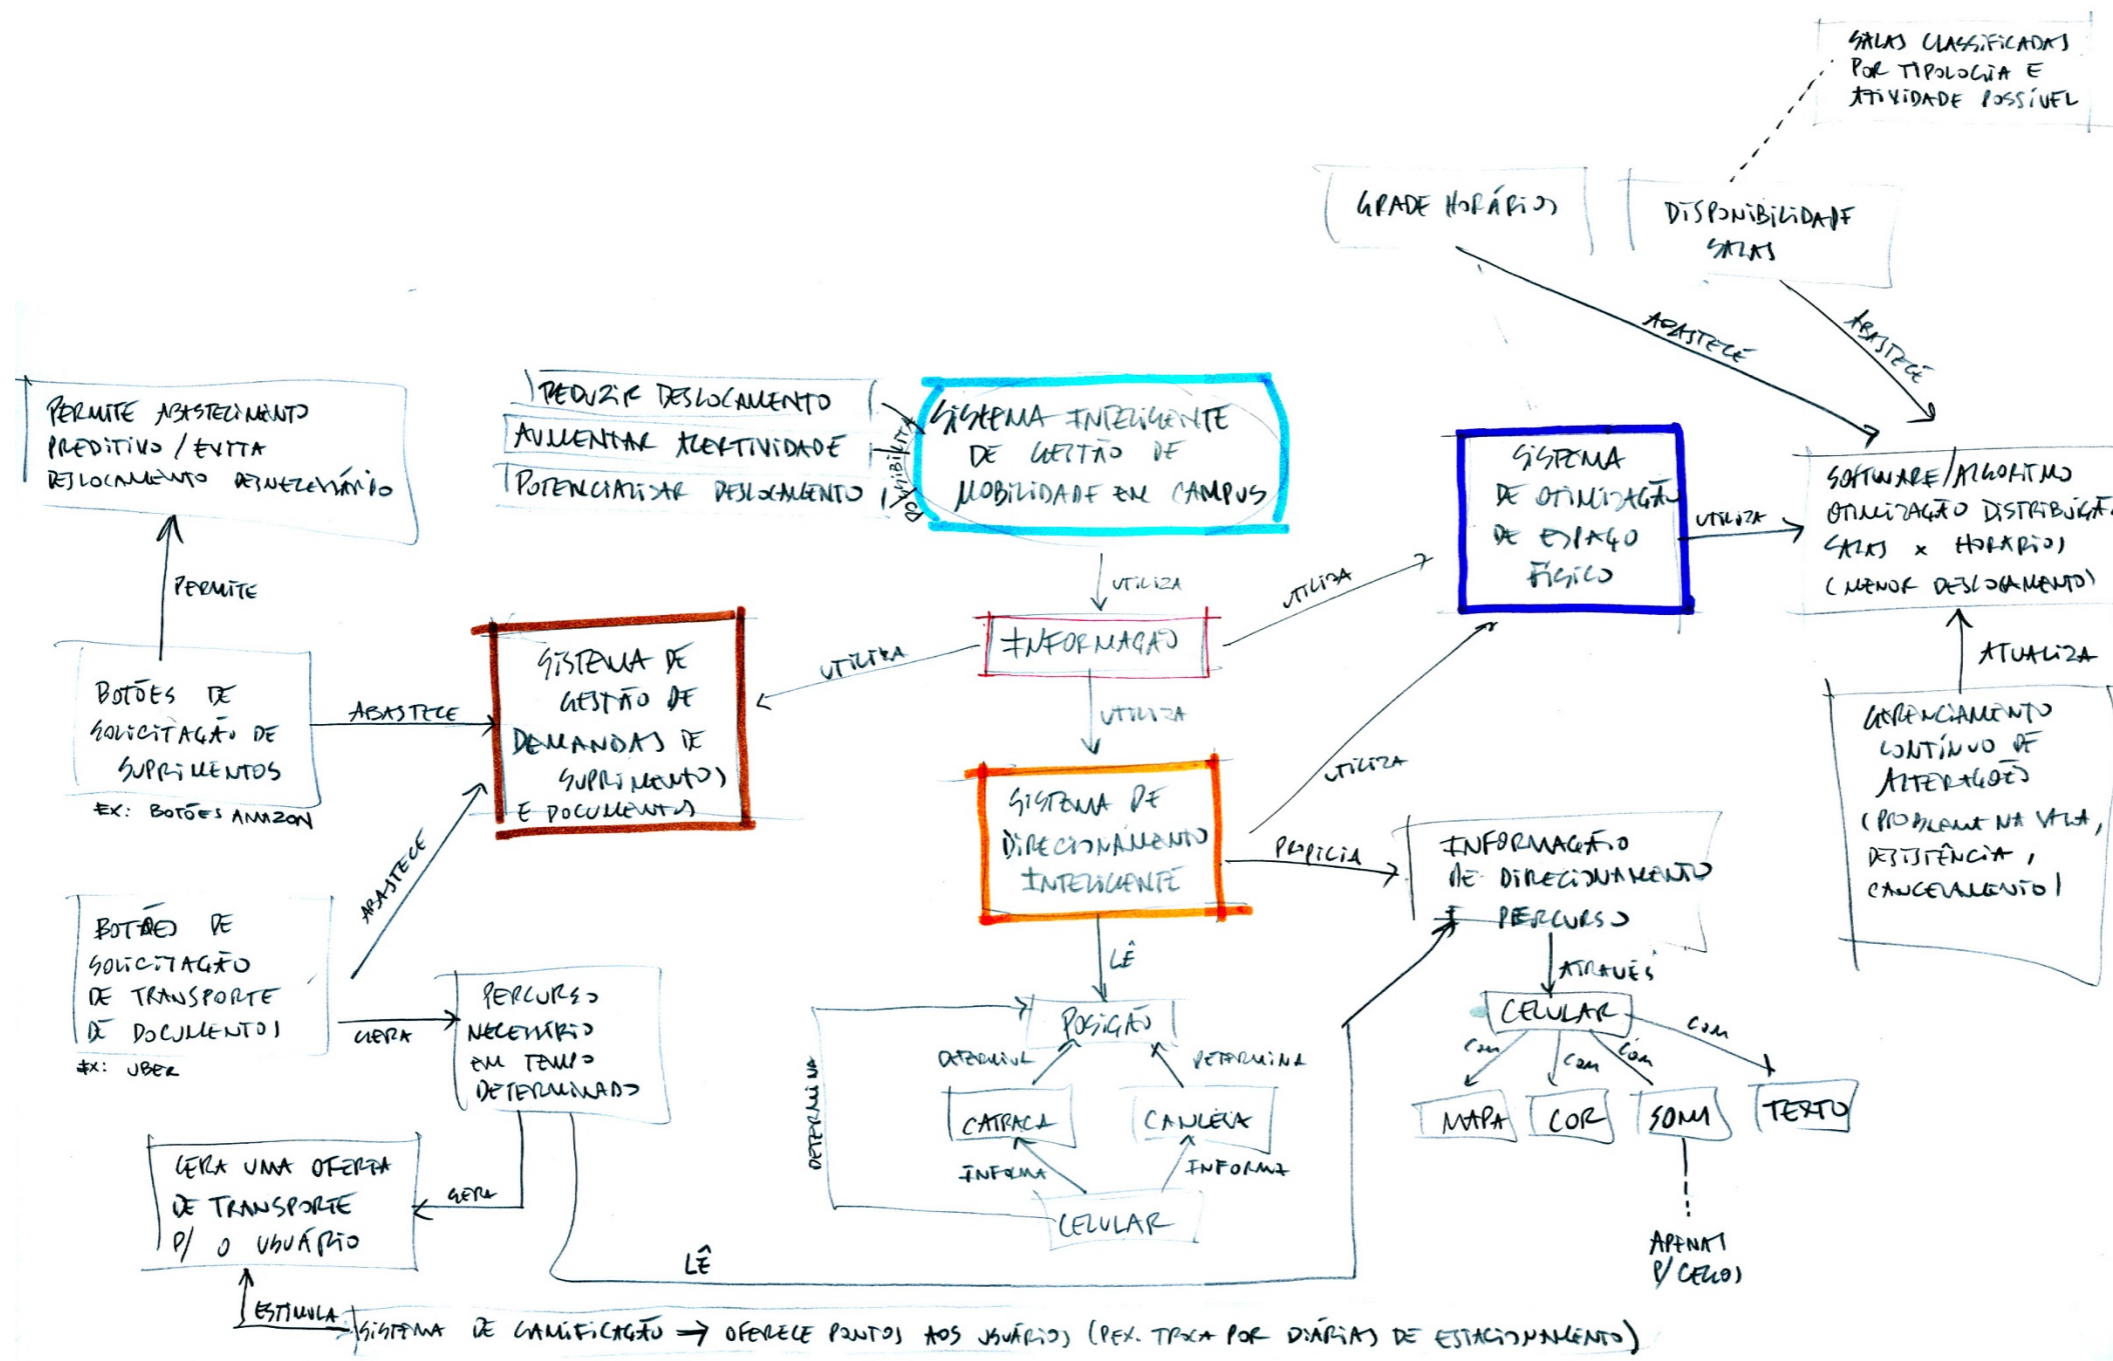 SALAS CLASSIFICADAS
POR TIPOLOGIA E
ATIVIDADE POSSÍVEL
GRADE HORÁRIOS
DISPONIBILIDADE
SALAS
ABASTECE
ABASTECE
PERMITE ABASTECIMENTO
PREDITIVO / EVITA
DESLOCAMENTO DESNECESSÁRIO
PERMITE
REDUZIR DESLOCAMENTO
AUMENTAR ACERTIVIDADE
POTENCIALIZAR DESLOCAMENTO
POSSIBILITA
SISTEMA INTELIGENTE
DE GESTÃO DE
MOBILIDADE EM CAMPUS
UTILIZA
INFORMAÇÃO
UTILIZA
UTILIZA
UTILIZA
SISTEMA
DE OTIMIZAÇÃO
DE ESPAÇO
FÍSICO
UTILIZA
SOFTWARE/ALGORITMO
OTIMIZAÇÃO DISTRIBUIÇÃO
SALAS x HORÁRIOS
(MENOR DESLOCAMENTO)
ATUALIZA
GERENCIAMENTO
CONTÍNUO DE
ALTERAÇÕES
(PROBLEMA NA SALA,
DESISTÊNCIA,
CANCELAMENTO)
BOTÕES DE
SOLICITAÇÃO DE
SUPRIMENTOS
EX: BOTÕES AMAZON
ABASTECE
SISTEMA DE
GESTÃO DE
DEMANDAS DE
SUPRIMENTOS
E DOCUMENTOS
ABASTECE
BOTÕES DE
SOLICITAÇÃO
DE TRANSPORTE
DE DOCUMENTOS
EX: UBER
GERA
PERCURSO
NECESSÁRIO
EM TEMPO
DETERMINADO
GERA
GERA UMA OFERTA
DE TRANSPORTE
P/ O USUÁRIO
ESTIMULA
SISTEMA DE GAMIFICAÇÃO → OFERECE PONTOS AOS USUÁRIOS (P.EX. TROCA POR DIÁRIAS DE ESTACIONAMENTO)
LÊ
SISTEMA DE
DIRECIONAMENTO
INTELIGENTE
UTILIZA
PROPICIA
INFORMAÇÃO
DE DIRECIONAMENTO
E PERCURSO
ATRAVÉS
CELULAR
COM
COM
COM
COM
MAPA
COR
SOM
TEXTO
APENAS
P/ CEGOS
LÊ
POSIÇÃO
DETERMINA
DETERMINA
DETERMINA
CATRACA
CANCELA
INFORMA
INFORMA
CELULAR